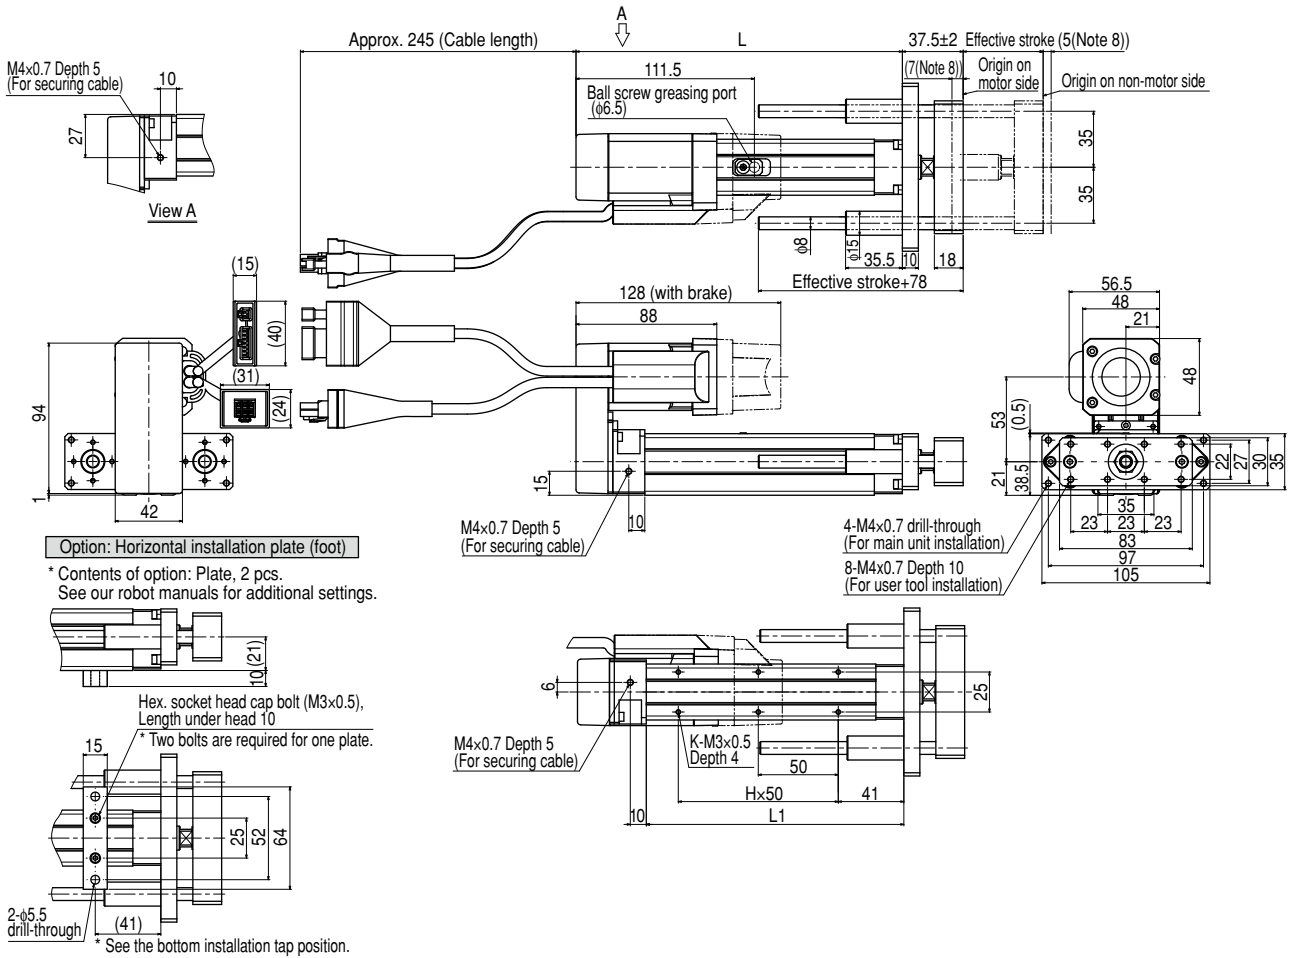 A
Approx. 245 (Cable length)
L
37.5±2
Effective stroke
(5(Note 8))
M4×0.7 Depth 5
(For securing cable)
10
27
View A
111.5
(7(Note 8))
Origin on
motor side
Origin on non-motor side
Ball screw greasing port
(ϕ6.5)
35
35
ϕ8
ϕ15
35.5
10
18
Effective stroke+78
(15)
(40)
(31)
(24)
94
1
42
128 (with brake)
88
15
10
M4×0.7 Depth 5
(For securing cable)
56.5
48
21
48
53
(0.5)
21
38.5
22
27
30
35
35
23
23
23
83
97
105
4-M4×0.7 drill-through
(For main unit installation)
8-M4×0.7 Depth 10
(For user tool installation)
Option: Horizontal installation plate (foot)
* Contents of option: Plate, 2 pcs.
See our robot manuals for additional settings.
(21)
10
Hex. socket head cap bolt (M3×0.5),
Length under head 10
* Two bolts are required for one plate.
15
25
52
64
2-ϕ5.5
drill-through
(41)
* See the bottom installation tap position.
6
25
M4×0.7 Depth 5
(For securing cable)
K-M3×0.5
Depth 4
50
H×50
41
10
L1